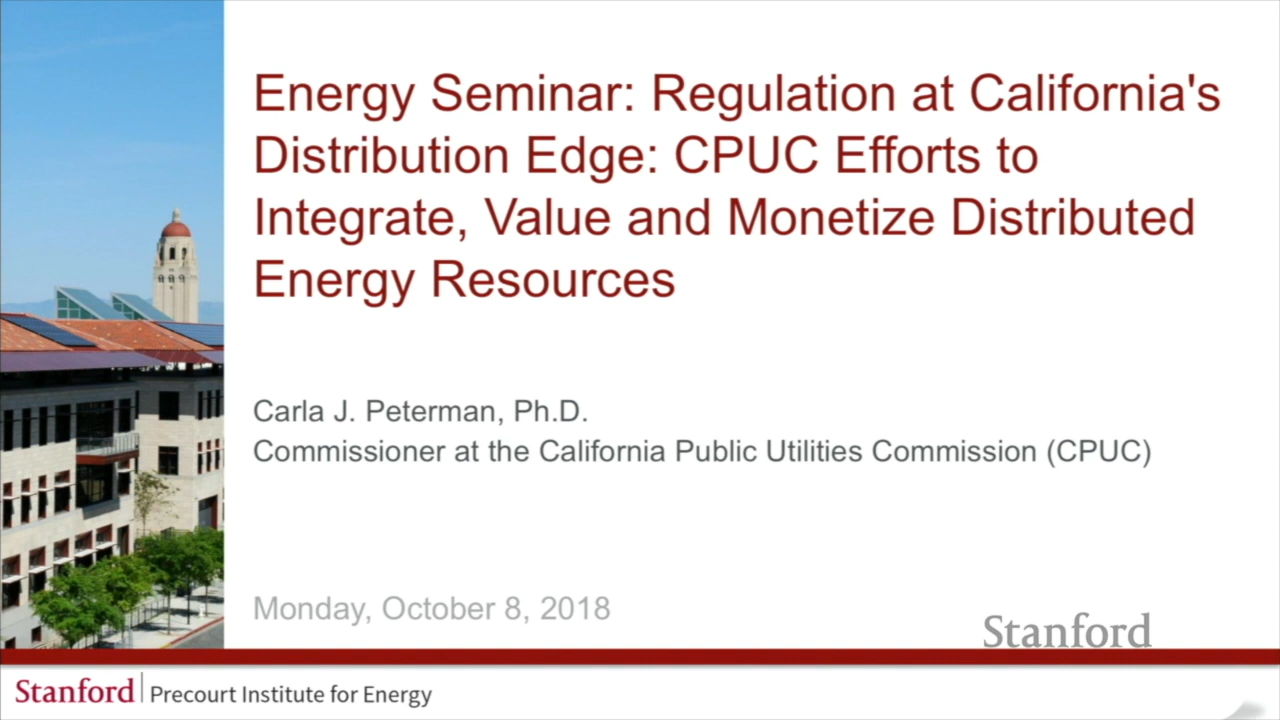 Energy Seminar: Regulation at California's
Distribution Edge: CPUC Efforts to
Integrate, Value and Monetize Distributed
Energy Resources
Carla J. Peterman, Ph.D.
Commissioner at the California Public Utilities Commission (CPUC)
Monday, October 8, 2018
Stanford
Stanford | Precourt Institute for Energy